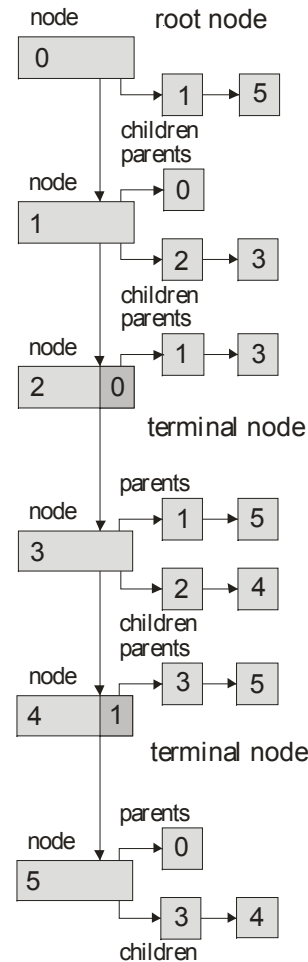 node root node
0
1 5
children
parents
node 0
1
2 3
children
parents
node 1 3
2 0
terminal node
parents
node 1 5
3
2 4
children
parents
node 3 5
4 1
terminal node
parents
node 0
5
3 4
children